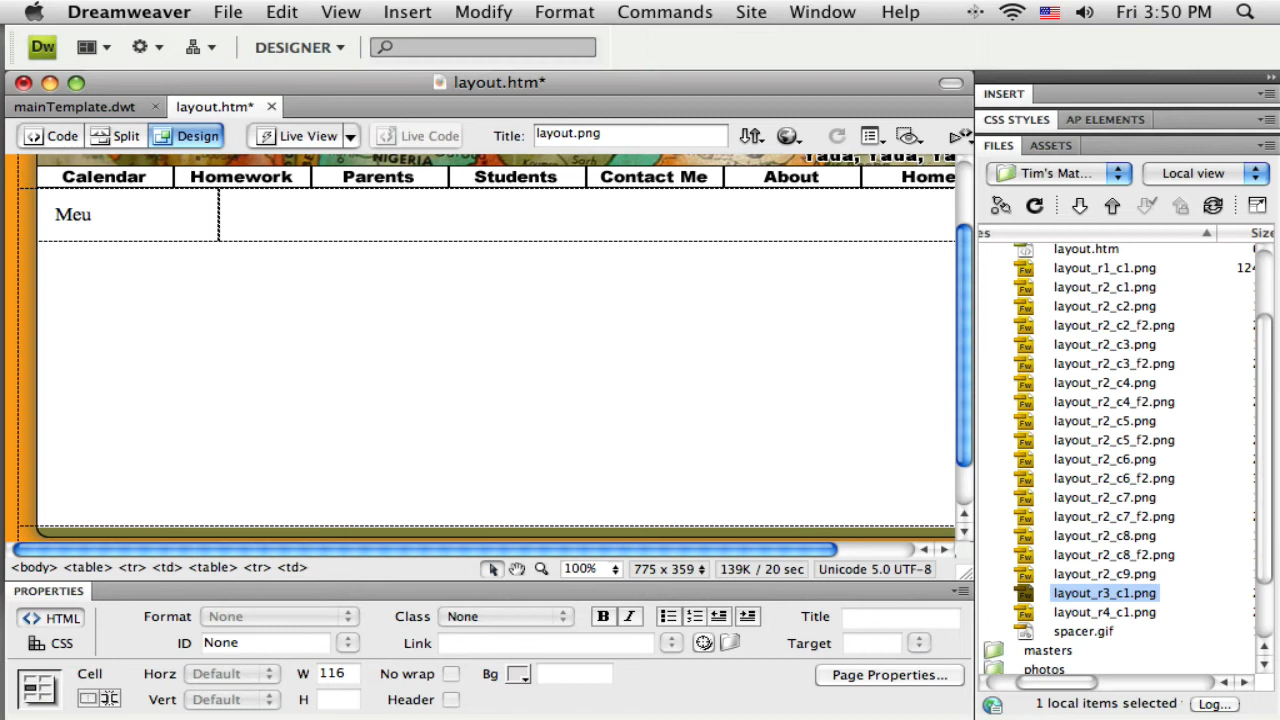 Dreamweaver File Edit View Insert Modify Format Commands Site Window Help Fri 3:50 PM
Dw DESIGNER
layout.htm*
mainTemplate.dwt × layout.htm* ×
Code Split Design Live View Live Code Title: layout.png
NIGERIA Sarh Yada, Yada, Ya
Calendar Homework Parents Students Contact Me About Home
Meu
<body> <table> <tr> <td> <table> <tr> <td> 100% 775 x 359 139K / 20 sec Unicode 5.0 UTF-8
PROPERTIES
<> HTML Format None Class None B I Title
CSS ID None Link Target
Cell Horz Default W 116 No wrap Bg Page Properties...
Vert Default H Header
INSERT
CSS STYLES AP ELEMENTS
FILES ASSETS
Tim's Mat... Local view
es Size
layout.htm
layout_r1_c1.png 124
layout_r2_c1.png
layout_r2_c2.png
layout_r2_c2_f2.png
layout_r2_c3.png
layout_r2_c3_f2.png
layout_r2_c4.png
layout_r2_c4_f2.png
layout_r2_c5.png
layout_r2_c5_f2.png
layout_r2_c6.png
layout_r2_c6_f2.png
layout_r2_c7.png
layout_r2_c7_f2.png
layout_r2_c8.png
layout_r2_c8_f2.png
layout_r2_c9.png
layout_r3_c1.png
layout_r4_c1.png
spacer.gif
masters
photos
1 local items selected Log...